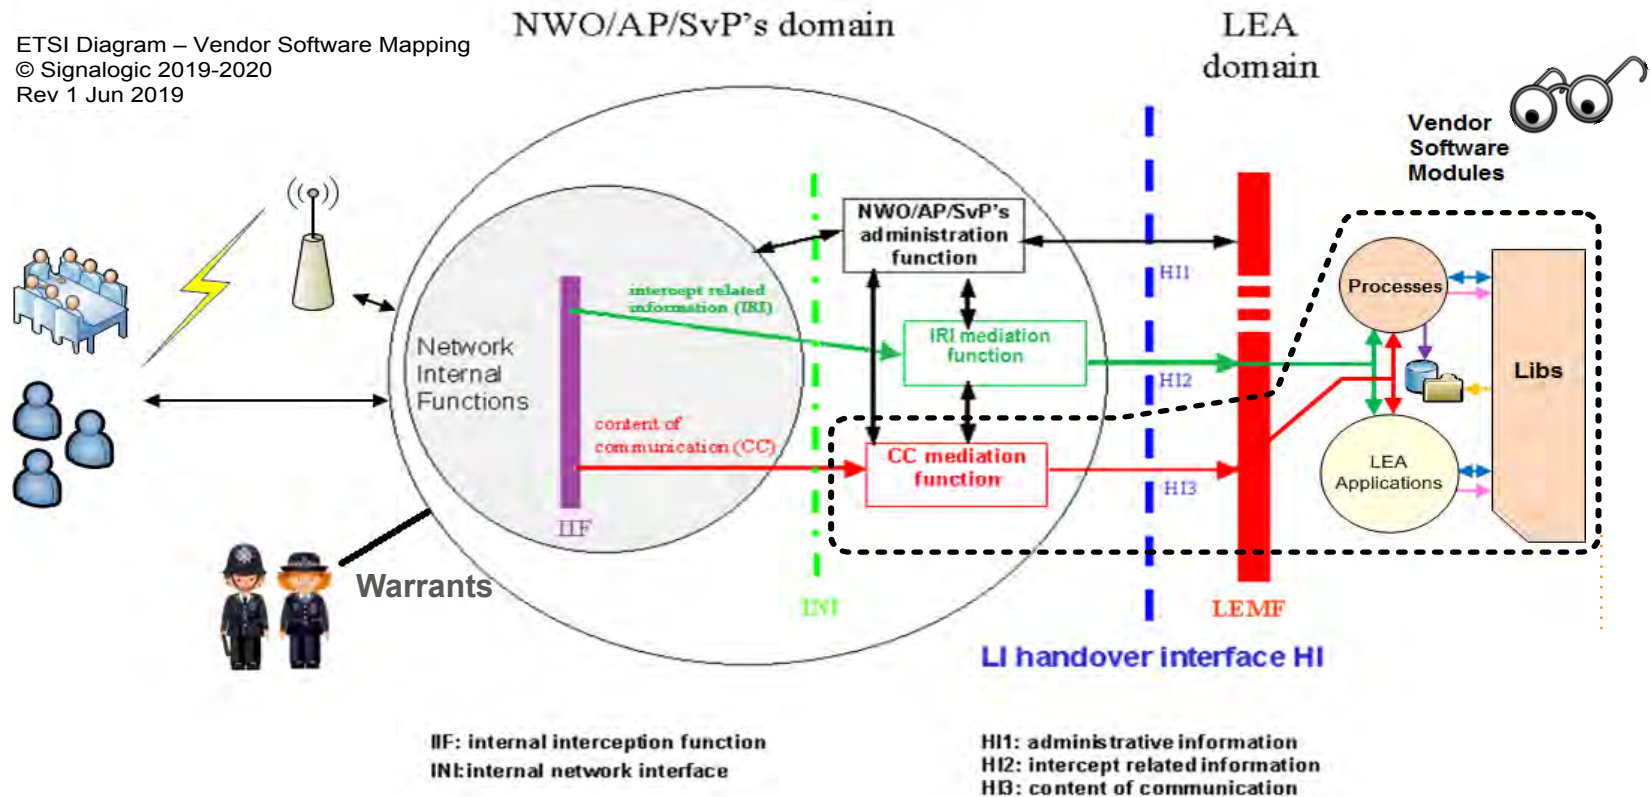 NWO/AP/SvP's domain
LEA
domain
ETSI Diagram – Vendor Software Mapping
© Signalogic 2019-2020
Rev 1 Jun 2019
Vendor
Software
Modules
NWO/AP/SvP's
administration
function
intercept related
information (IRI)
HI1
Processes
IRI mediation
function
Network
Internal
Functions
HI2
Libs
content of
communication (CC)
CC mediation
function
HI3
LEA
Applications
IIF
Warrants
INI
LEMF
LI handover interface HI
IIF: internal interception function
INI:internal network interface
HI1: administrative information
HI2: intercept related information
HI3: content of communication